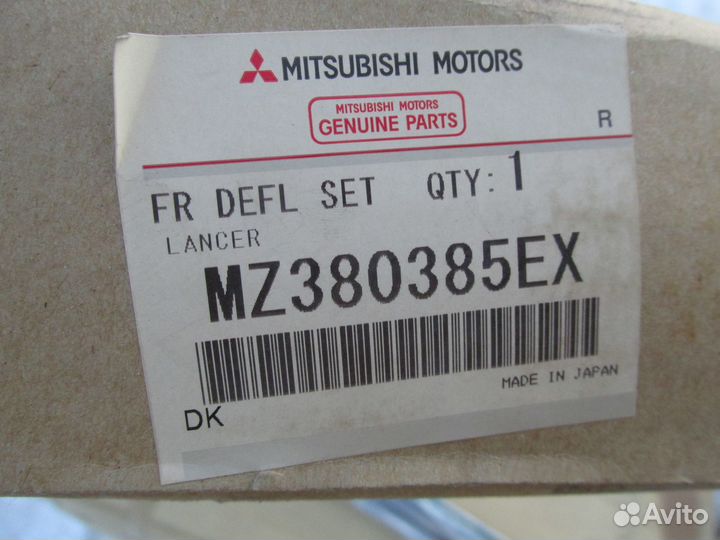 MITSUBISHI MOTORS
MITSUBISHI MOTORS
GENUINE PARTS
R
FR DEFL SET QTY: 1
LANCER
MZ380385EX
MADE IN JAPAN
DK
Avito